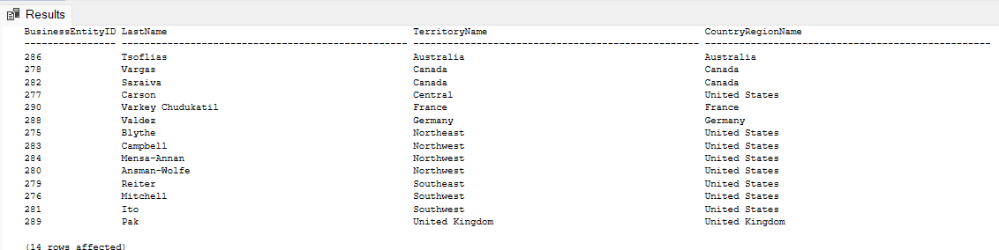 Results
BusinessEntityID LastName TerritoryName CountryRegionName
---------------- -------------------------------------------------- -------------------------------------------------- --------------------------------------------------
286 Tsoflias Australia Australia
278 Vargas Canada Canada
282 Saraiva Canada Canada
277 Carson Central United States
290 Varkey Chudukatil France France
288 Valdez Germany Germany
275 Blythe Northeast United States
283 Campbell Northwest United States
284 Mensa-Annan Northwest United States
280 Ansman-Wolfe Northwest United States
279 Reiter Southeast United States
276 Mitchell Southwest United States
281 Ito Southwest United States
289 Pak United Kingdom United Kingdom
(14 rows affected)